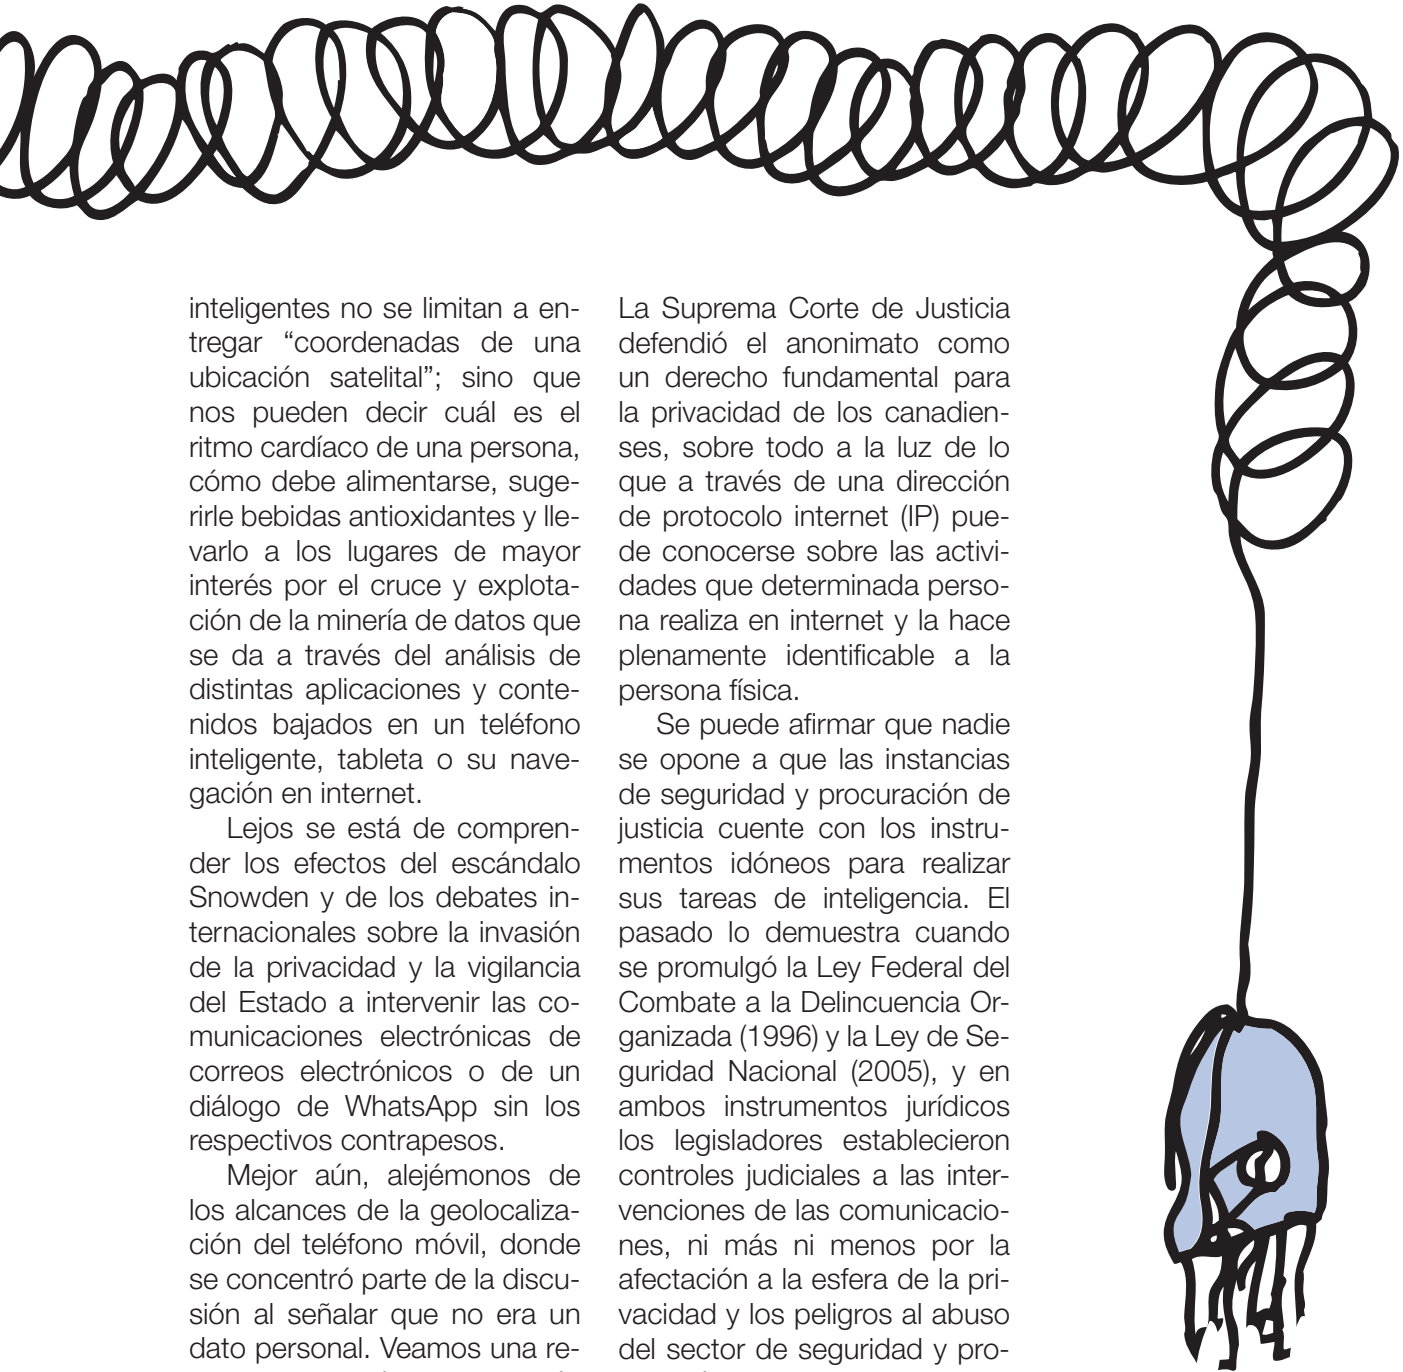 inteligentes no se limitan a en-
tregar “coordenadas de una
ubicación satelital”; sino que
nos pueden decir cuál es el
ritmo cardíaco de una persona,
cómo debe alimentarse, suge-
rirle bebidas antioxidantes y lle-
varlo a los lugares de mayor
interés por el cruce y explota-
ción de la minería de datos que
se da a través del análisis de
distintas aplicaciones y conte-
nidos bajados en un teléfono
inteligente, tableta o su nave-
gación en internet.
Lejos se está de compren-
der los efectos del escándalo
Snowden y de los debates in-
ternacionales sobre la invasión
de la privacidad y la vigilancia
del Estado a intervenir las co-
municaciones electrónicas de
correos electrónicos o de un
diálogo de WhatsApp sin los
respectivos contrapesos.
Mejor aún, alejémonos de
los alcances de la geolocaliza-
ción del teléfono móvil, donde
se concentró parte de la discu-
sión al señalar que no era un
dato personal. Veamos una re-
La Suprema Corte de Justicia
defendió el anonimato como
un derecho fundamental para
la privacidad de los canadien-
ses, sobre todo a la luz de lo
que a través de una dirección
de protocolo internet (IP) pue-
de conocerse sobre las activi-
dades que determinada perso-
na realiza en internet y la hace
plenamente identificable a la
persona física.
Se puede afirmar que nadie
se opone a que las instancias
de seguridad y procuración de
justicia cuente con los instru-
mentos idóneos para realizar
sus tareas de inteligencia. El
pasado lo demuestra cuando
se promulgó la Ley Federal del
Combate a la Delincuencia Or-
ganizada (1996) y la Ley de Se-
guridad Nacional (2005), y en
ambos instrumentos jurídicos
los legisladores establecieron
controles judiciales a las inter-
venciones de las comunicacio-
nes, ni más ni menos por la
afectación a la esfera de la pri-
vacidad y los peligros al abuso
del sector de seguridad y pro-